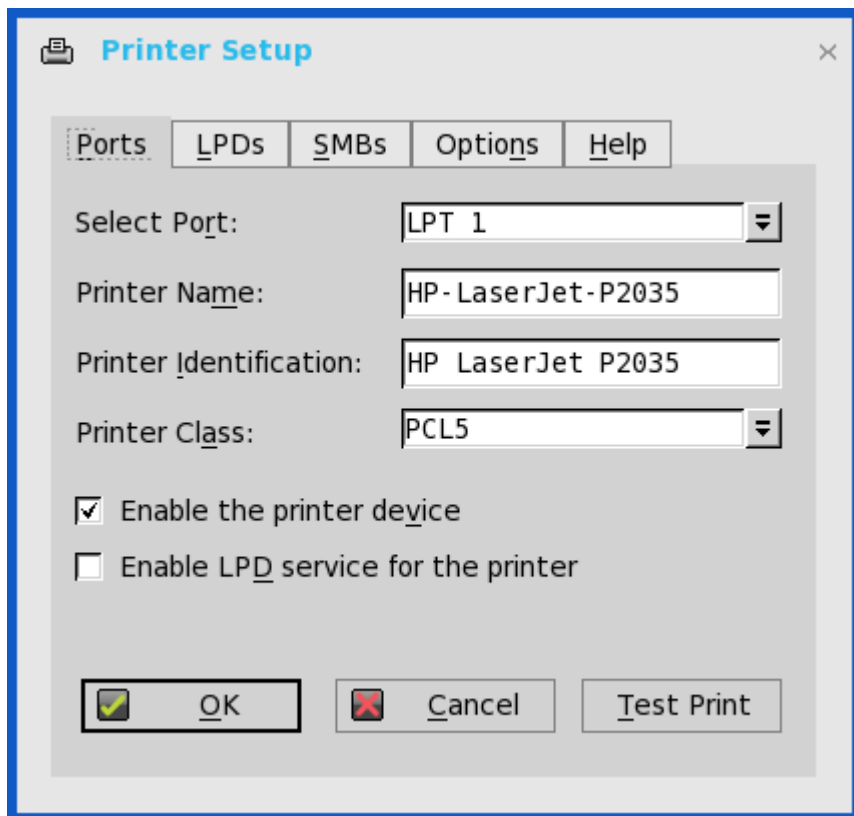 Printer Setup
Ports LPDs SMBs Options Help
Select Port: LPT 1
Printer Name: HP-LaserJet-P2035
Printer Identification: HP LaserJet P2035
Printer Class: PCL5
Enable the printer device
Enable LPD service for the printer
OK Cancel Test Print